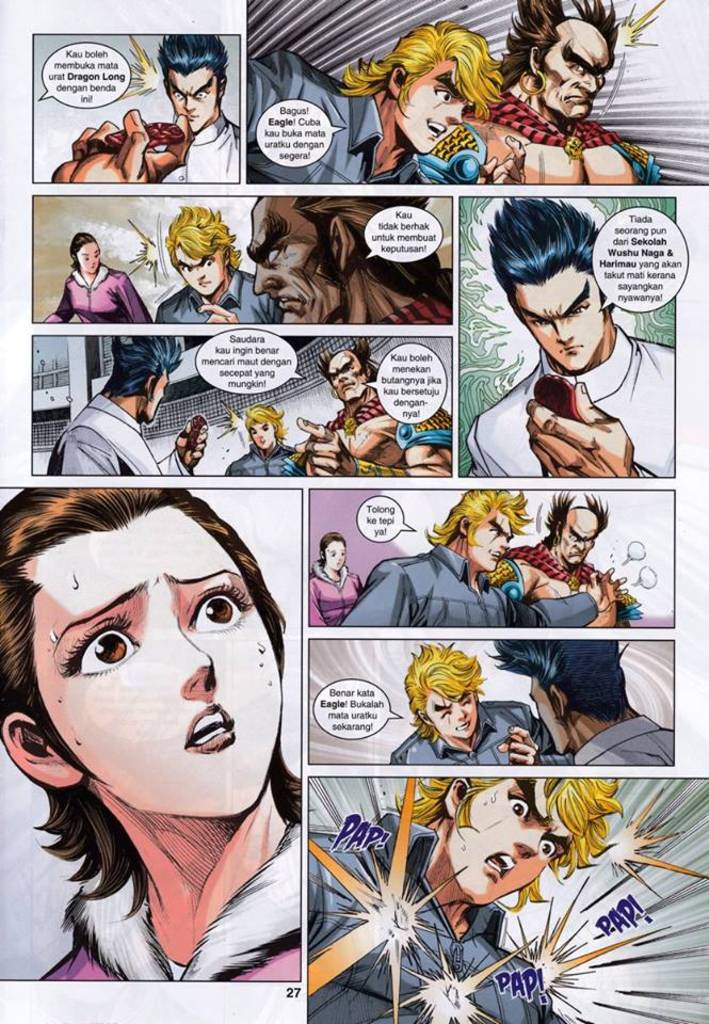 Kau boleh
membuka mata
urat Dragon Long
dengan benda
ini!
Bagus!
Eagle! Cuba
kau buka mata
uratku dengan
segera!
Kau
tidak berhak
untuk membuat
keputusan!
Tiada
seorang pun
dari Sekolah
Wushu Naga &
Harimau yang akan
takut mati kerana
sayangkan
nyawanya!
Saudara
kau ingin benar
mencari maut dengan
secepat yang
mungkin!
Kau boleh
menekan
butangnya jika
kau bersetuju
dengan-
nya!
Tolong
ke tepi
ya!
Benar kata
Eagle! Bukalah
mata uratku
sekarang!
PAP!
PAP!
PAP!
27